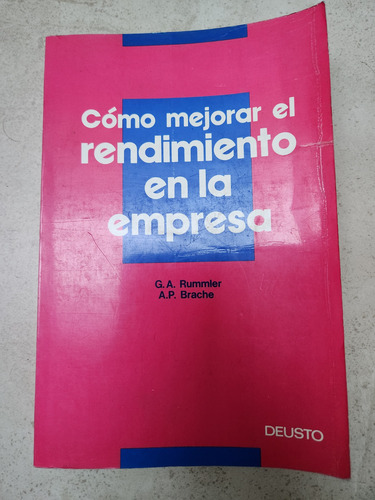 Cómo mejorar el
rendimiento
en la
empresa
G.A. Rummler
A.P. Brache
DEUSTO